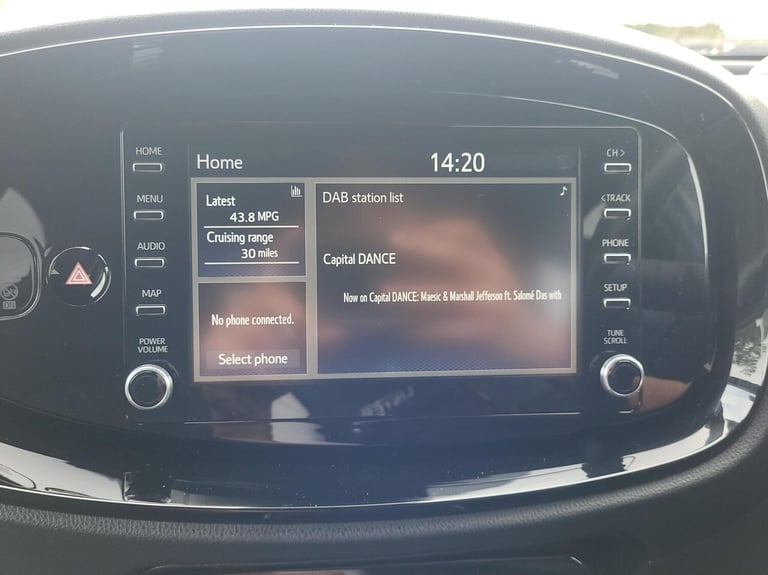 HOME
MENU
AUDIO
MAP
POWER
VOLUME
Home
14:20
Latest
43.8 MPG
Cruising range
30 miles
No phone connected.
Select phone
DAB station list
Capital DANCE
Now on Capital DANCE: Maesic & Marshall Jefferson ft. Salomé Das with
CH >
<TRACK
PHONE
SETUP
TUNE
SCROLL